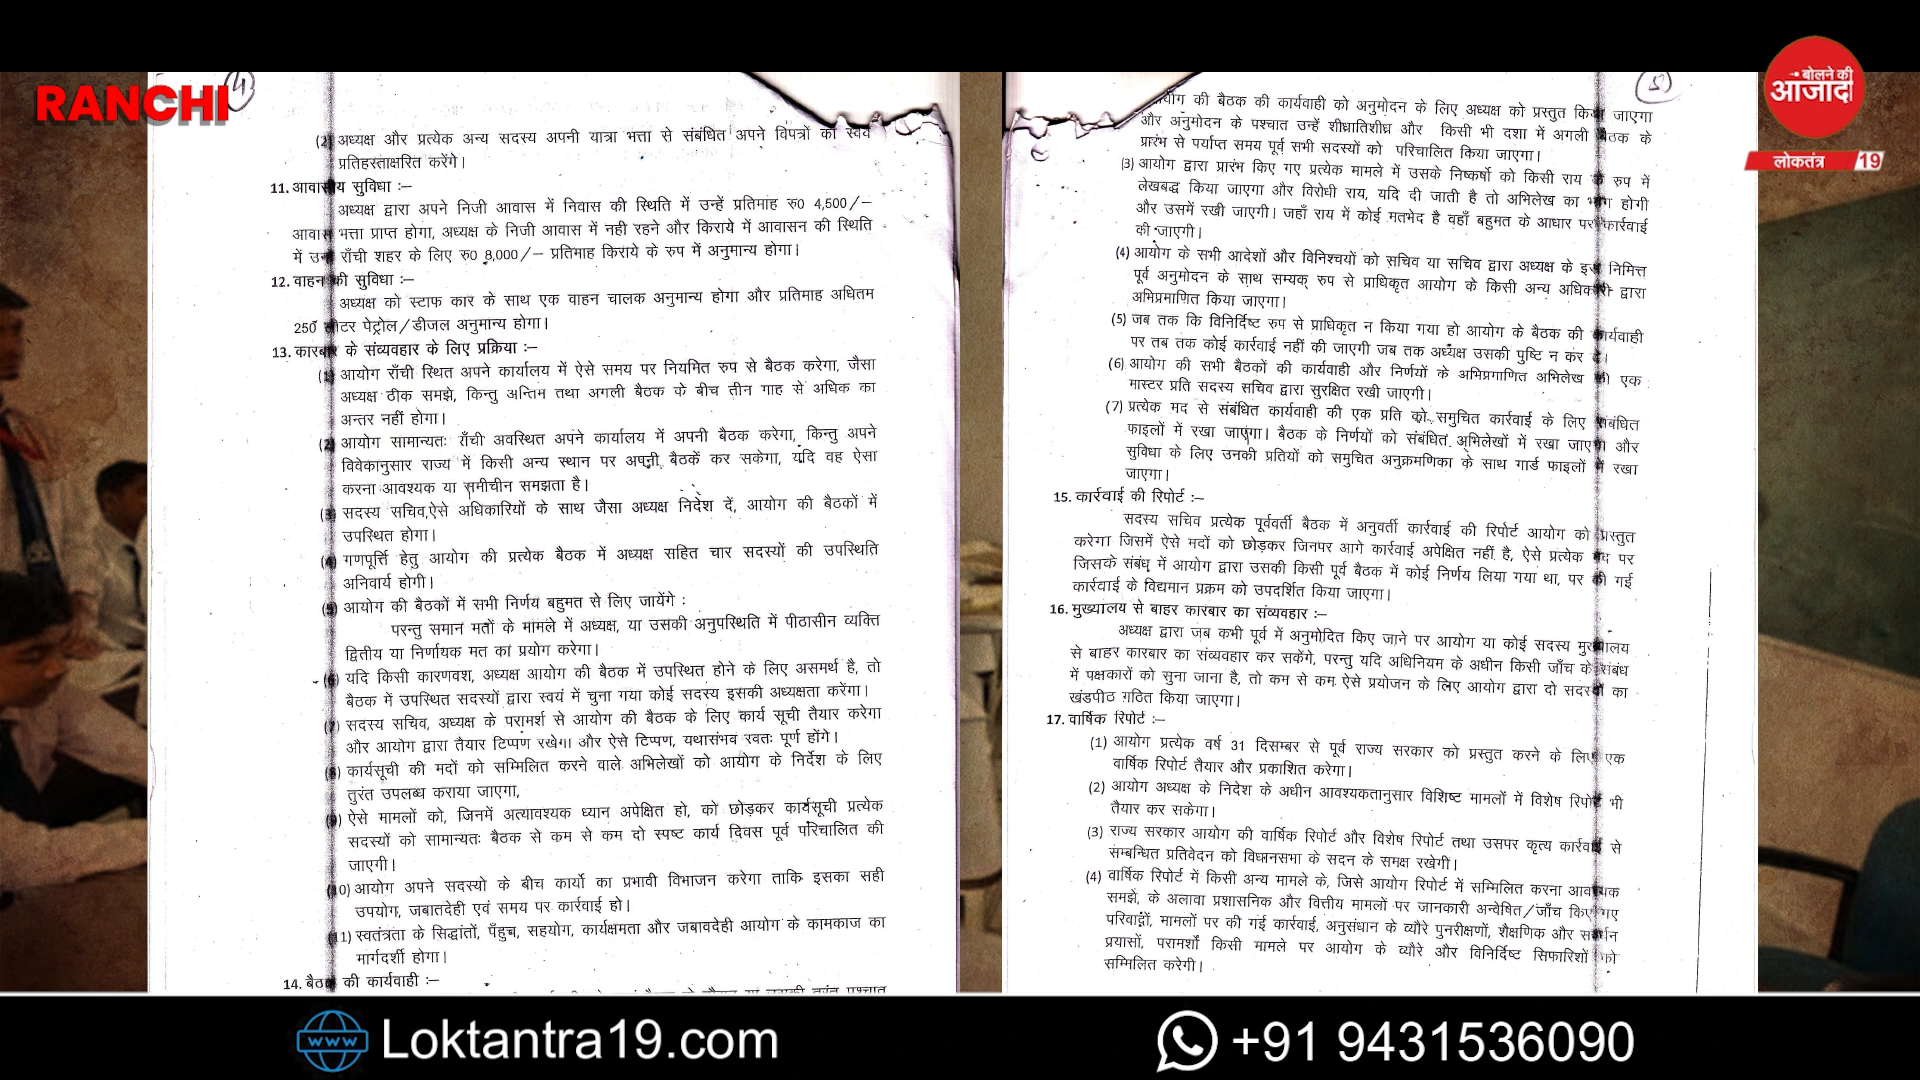 RANCHI
4
(2) अध्यक्ष और प्रत्येक अन्य सदस्य अपनी यात्रा भत्ता से संबंधित अपने विपत्रों को स्वयं
प्रतिहस्ताक्षरित करेंगे।
11. आवासीय सुविधा :–
अध्यक्ष द्वारा अपने निजी आवास में निवास की स्थिति में उन्हें प्रतिमाह रु0 4,500/–
आवास भत्ता प्राप्त होगा, अध्यक्ष के निजी आवास में नही रहने और किराये में आवासन की स्थिति
में उन्हें राँची शहर के लिए रु0 8,000/– प्रतिमाह किराये के रुप में अनुमान्य होगा।
12. वाहन की सुविधा :–
अध्यक्ष को स्टाफ कार के साथ एक वाहन चालक अनुमान्य होगा और प्रतिमाह अधितम
250 लीटर पेट्रोल/डीजल अनुमान्य होगा।
13. कारबार के संव्यवहार के लिए प्रक्रिया :–
(1) आयोग राँची स्थित अपने कार्यालय में ऐसे समय पर नियमित रुप से बैठक करेगा, जैसा
अध्यक्ष ठीक समझे, किन्तु अन्तिम तथा अगली बैठक के बीच तीन माह से अधिक का
अन्तर नहीं होगा।
(2) आयोग सामान्यतः राँची अवस्थित अपने कार्यालय में अपनी बैठक करेगा, किन्तु अपने
विवेकानुसार राज्य में किसी अन्य स्थान पर अपनी बैठकें कर सकेगा, यदि वह ऐसा
करना आवश्यक या समीचीन समझता है।
(3) सदस्य सचिव,ऐसे अधिकारियों के साथ जैसा अध्यक्ष निदेश दें, आयोग की बैठकों में
उपस्थित होगा।
(4) गणपूर्त्ति हेतु आयोग की प्रत्येक बैठक में अध्यक्ष सहित चार सदस्यों की उपस्थिति
अनिवार्य होगी।
(5) आयोग की बैठकों में सभी निर्णय बहुमत से लिए जायेंगे :
परन्तु समान मतों के मामले में अध्यक्ष, या उसकी अनुपस्थिति में पीठासीन व्यक्ति
द्वितीय या निर्णायक मत का प्रयोग करेगा।
(6) यदि किसी कारणवश, अध्यक्ष आयोग की बैठक में उपस्थित होने के लिए असमर्थ है, तो
बैठक में उपस्थित सदस्यों द्वारा स्वयं में चुना गया कोई सदस्य इसकी अध्यक्षता करेंगा।
(7) सदस्य सचिव, अध्यक्ष के परामर्श से आयोग की बैठक के लिए कार्य सूची तैयार करेगा
और आयोग द्वारा तैयार टिप्पण रखेगा और ऐसे टिप्पण, यथासंभव स्वतः पूर्ण होंगे।
(8) कार्यसूची की मदों को सम्मिलित करने वाले अभिलेखों को आयोग के निर्देश के लिए
तुरंत उपलब्ध कराया जाएगा,
(9) ऐसे मामलों को, जिनमें अत्यावश्यक ध्यान अपेक्षित हो, को छोड़कर कार्यसूची प्रत्येक
सदस्यों को सामान्यतः बैठक से कम से कम दो स्पष्ट कार्य दिवस पूर्व परिचालित की
जाएगी।
(10) आयोग अपने सदस्यो के बीच कार्यो का प्रभावी विभाजन करेगा ताकि इसका सही
उपयोग, जबातदेही एवं समय पर कार्रवाई हो।
(11) स्वतंत्रता के सिद्धांतों, पँहुच, सहयोग, कार्यक्षमता और जबावदेही आयोग के कामकाज का
मार्गदर्शी होगा।
14. बैठक की कार्यवाही :–
5
आयोग की बैठक की कार्यवाही को अनुमोदन के लिए अध्यक्ष को प्रस्तुत किया जाएगा
और अनुमोदन के पश्चात उन्हें शीघ्रातिशीघ्र और किसी भी दशा में अगली बैठक के
प्रारंभ से पर्याप्त समय पूर्व सभी सदस्यों को परिचालित किया जाएगा।
(3) आयोग द्वारा प्रारंभ किए गए प्रत्येक मामले में उसके निष्कर्षो को किसी राय के रुप में
लेखबद्ध किया जाएगा और विरोधी राय, यदि दी जाती है तो अभिलेख का भाग होगी
और उसमें रखी जाएगी। जहाँ राय में कोई मतभेद है वहाँ बहुमत के आधार पर कार्रवाई
की जाएगी।
(4) आयोग के सभी आदेशों और विनिश्चयों को सचिव या सचिव द्वारा अध्यक्ष के इस निमित्त
पूर्व अनुमोदन के साथ सम्यक् रुप से प्राधिकृत आयोग के किसी अन्य अधिकारी द्वारा
अभिप्रमाणित किया जाएगा।
(5) जब तक कि विनिर्दिष्ट रुप से प्राधिकृत न किया गया हो आयोग के बैठक की कार्यवाही
पर तब तक कोई कार्रवाई नहीं की जाएगी जब तक अध्यक्ष उसकी पुष्टि न कर दे।
(6) आयोग की सभी बैठकों की कार्यवाही और निर्णयों के अभिप्रमाणित अभिलेख की एक
मास्टर प्रति सदस्य सचिव द्वारा सुरक्षित रखी जाएगी।
(7) प्रत्येक मद से संबंधित कार्यवाही की एक प्रति को समुचित कार्रवाई के लिए संबंधित
फाइलों में रखा जाएगा। बैठक के निर्णयों को संबंधित अभिलेखों में रखा जाएगा और
सुविधा के लिए उनकी प्रतियों को समुचित अनुक्रमणिका के साथ गार्ड फाइलों में रखा
जाएगा।
15. कार्रवाई की रिपोर्ट :–
सदस्य सचिव प्रत्येक पूर्ववर्ती बैठक में अनुवर्ती कार्रवाई की रिपोर्ट आयोग को प्रस्तुत
करेगा जिसमें ऐसे मदों को छोड़कर जिनपर आगे कार्रवाई अपेक्षित नहीं है, ऐसे प्रत्येक मद पर
जिसके संबंध में आयोग द्वारा उसकी किसी पूर्व बैठक में कोई निर्णय लिया गया था, पर की गई
कार्रवाई के विद्यमान प्रक्रम को उपदर्शित किया जाएगा।
16. मुख्यालय से बाहर कारबार का संव्यवहार :–
अध्यक्ष द्वारा जब कभी पूर्व में अनुमोदित किए जाने पर आयोग या कोई सदस्य मुख्यालय
से बाहर कारबार का संव्यवहार कर सकेंगे, परन्तु यदि अधिनियम के अधीन किसी जाँच के संबंध
में पक्षकारों को सुना जाना है, तो कम से कम ऐसे प्रयोजन के लिए आयोग द्वारा दो सदस्यों का
खंडपीठ गठित किया जाएगा।
17. वार्षिक रिपोर्ट :–
(1) आयोग प्रत्येक वर्ष 31 दिसम्बर से पूर्व राज्य सरकार को प्रस्तुत करने के लिए एक
वार्षिक रिपोर्ट तैयार और प्रकाशित करेगा।
(2) आयोग अध्यक्ष के निदेश के अधीन आवश्यकतानुसार विशिष्ट मामलों में विशेष रिपोर्ट भी
तैयार कर सकेगा।
(3) राज्य सरकार आयोग की वार्षिक रिपोर्ट और विशेष रिपोर्ट तथा उसपर कृत्य कार्रवाई से
सम्बन्धित प्रतिवेदन को विधानसभा के सदन के समक्ष रखेगी।
(4) वार्षिक रिपोर्ट में किसी अन्य मामले के, जिसे आयोग रिपोर्ट में सम्मिलित करना आवश्यक
समझे, के अलावा प्रशासनिक और वित्तीय मामलों पर जानकारी अन्वेषित/जाँच किए गए
परिवादों, मामलों पर की गई कार्रवाई, अनुसंधान के व्यौरे पुनरीक्षणों, शैक्षणिक और सवर्धन
प्रयासों, परामर्शों किसी मामले पर आयोग के व्यौरे और विनिर्दिष्ट सिफारिशों को
सम्मिलित करेगी।
बोलने की
आजादी
लोकतंत्र 19
www
Loktantra19.com
+91 9431536090